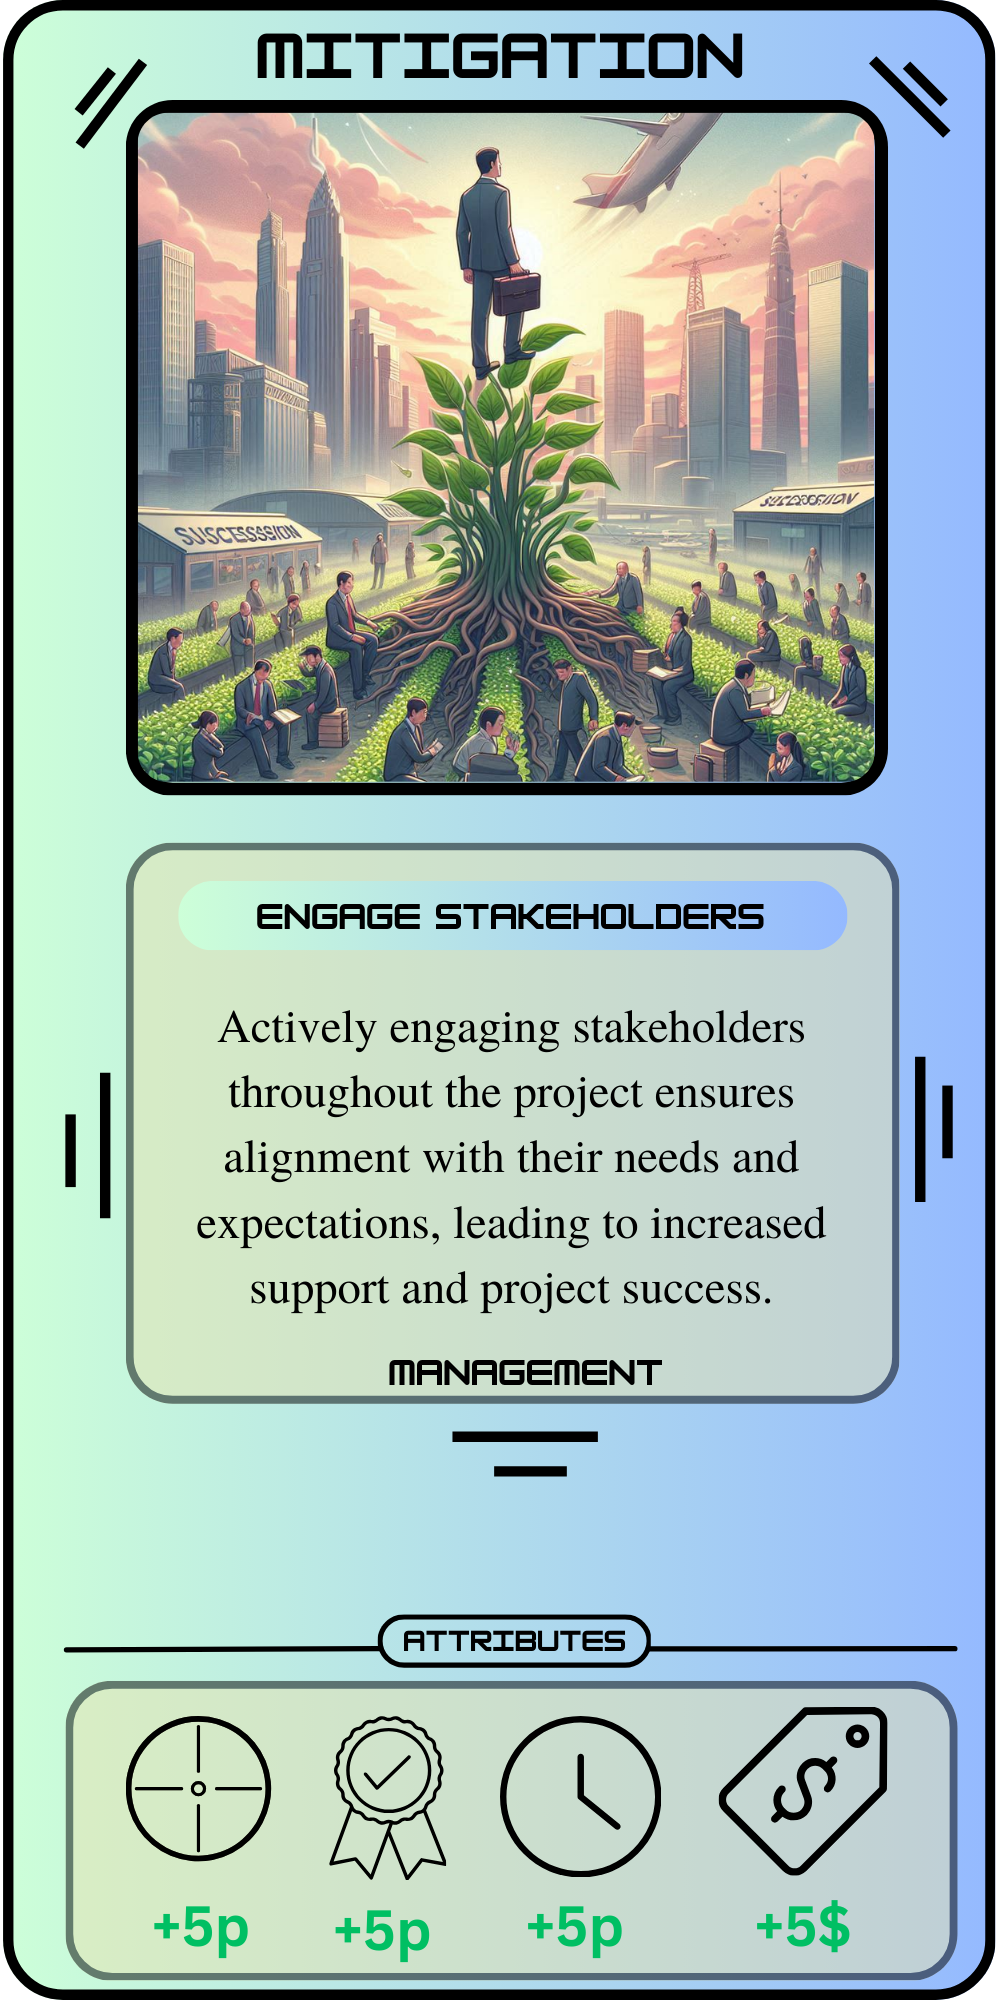 MITIGATION
SUSCESSSION
SUCCESSION
ENGAGE STAKEHOLDERS
Actively engaging stakeholders
throughout the project ensures
alignment with their needs and
expectations, leading to increased
support and project success.
MANAGEMENT
ATTRIBUTES
+5p +5p +5p +5$